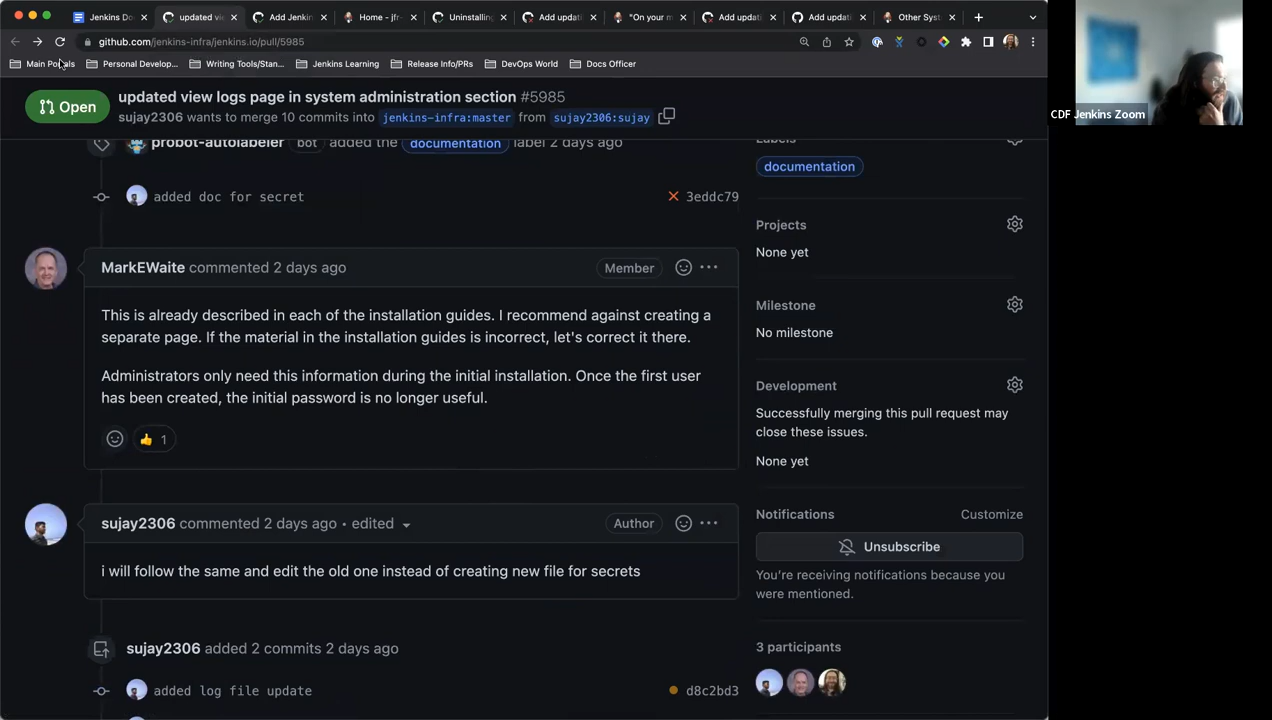 Jenkins Do
updated vi
Add Jenkin
Home - jfr-
Uninstalling
Add updati
"On your m
Add updati
Add updati
Other Syst
github.com/jenkins-infra/jenkins.io/pull/5985
Main Portals
Personal Develop...
Writing Tools/Stan...
Jenkins Learning
Release Info/PRs
DevOps World
Docs Officer
CDF Jenkins Zoom
Open
updated view logs page in system administration section #5985
sujay2306 wants to merge 10 commits into jenkins-infra:master from sujay2306:sujay
probot-autolabeler bot added the documentation label 2 days ago
added doc for secret 3eddc79
MarkEWaite commented 2 days ago Member
This is already described in each of the installation guides. I recommend against creating a
separate page. If the material in the installation guides is incorrect, let's correct it there.
Administrators only need this information during the initial installation. Once the first user
has been created, the initial password is no longer useful.
1
sujay2306 commented 2 days ago • edited Author
i will follow the same and edit the old one instead of creating new file for secrets
sujay2306 added 2 commits 2 days ago
added log file update d8c2bd3
Labels
documentation
Projects
None yet
Milestone
No milestone
Development
Successfully merging this pull request may
close these issues.
None yet
Notifications Customize
Unsubscribe
You're receiving notifications because you
were mentioned.
3 participants